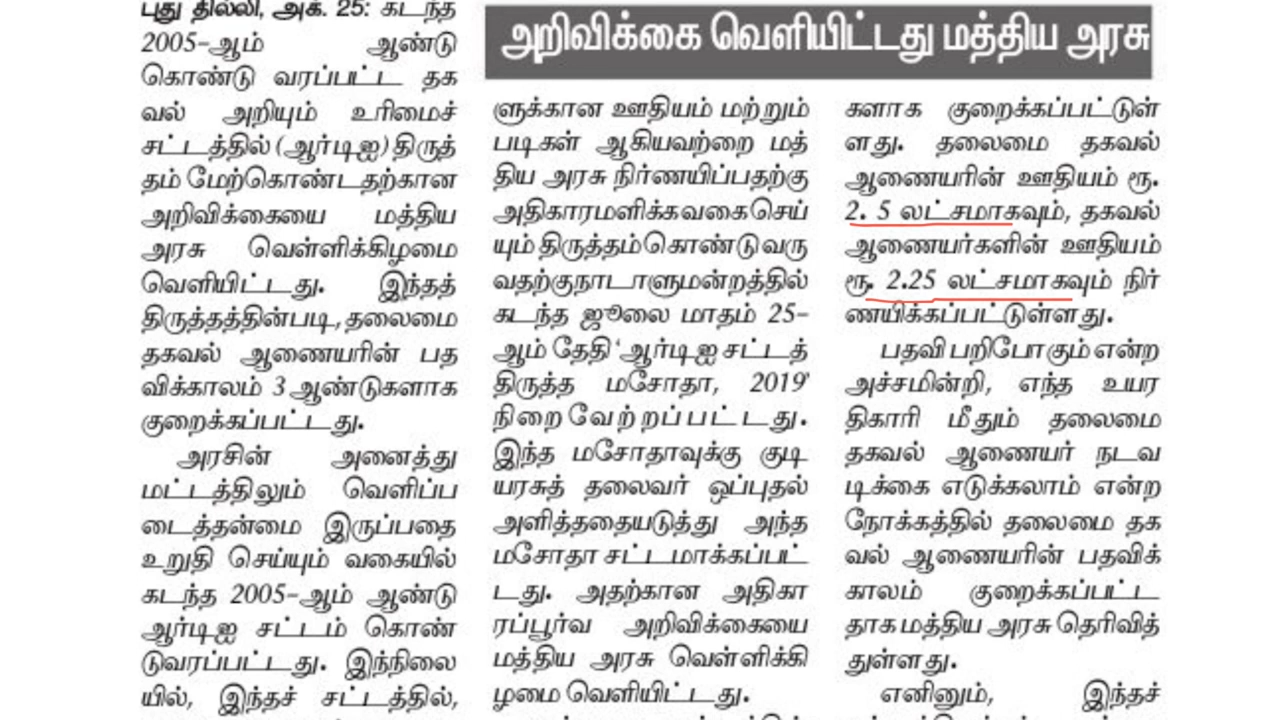 புது தில்லி, அக். 25: கடந்த
2005-ஆம் ஆண்டு
கொண்டு வரப்பட்ட தக
வல் அறியும் உரிமைச்
சட்டத்தில் (ஆர்டிஐ) திருத்
தம் மேற்கொண்டதற்கான
அறிவிக்கையை மத்திய
அரசு வெள்ளிக்கிழமை
வெளியிட்டது. இந்தத்
திருத்தத்தின்படி, தலைமை
தகவல் ஆணையரின் பத
விக்காலம் 3 ஆண்டுகளாக
குறைக்கப்பட்டது.
அரசின் அனைத்து
மட்டத்திலும் வெளிப்ப
டைத்தன்மை இருப்பதை
உறுதி செய்யும் வகையில்
கடந்த 2005-ஆம் ஆண்டு
ஆர்டிஐ சட்டம் கொண்
டுவரப்பட்டது. இந்நிலை
யில், இந்தச் சட்டத்தில்,
அறிவிக்கை வெளியிட்டது மத்திய அரசு
ளுக்கான ஊதியம் மற்றும்
படிகள் ஆகியவற்றை மத்
திய அரசு நிர்ணயிப்பதற்கு
அதிகாரமளிக்க வகை செய்
யும் திருத்தம் கொண்டு வரு
வதற்கு நாடாளுமன்றத்தில்
கடந்த ஜூலை மாதம் 25-
ஆம் தேதி 'ஆர்டிஐ சட்டத்
திருத்த மசோதா, 2019'
நிறைவேற்றப்பட்டது.
இந்த மசோதாவுக்கு குடி
யரசுத் தலைவர் ஒப்புதல்
அளித்ததையடுத்து அந்த
மசோதா சட்டமாக்கப்பட்
டது. அதற்கான அதிகா
ரப்பூர்வ அறிவிக்கையை
மத்திய அரசு வெள்ளிக்கி
ழமை வெளியிட்டது.
களாக குறைக்கப்பட்டுள்
ளது. தலைமை தகவல்
ஆணையரின் ஊதியம் ரூ.
2. 5 லட்சமாகவும், தகவல்
ஆணையர்களின் ஊதியம்
ரூ. 2.25 லட்சமாகவும் நிர்
ணயிக்கப்பட்டுள்ளது.
பதவி பறிபோகும் என்ற
அச்சமின்றி, எந்த உயர
திகாரி மீதும் தலைமை
தகவல் ஆணையர் நடவ
டிக்கை எடுக்கலாம் என்ற
நோக்கத்தில் தலைமை தக
வல் ஆணையரின் பதவிக்
காலம் குறைக்கப்பட்ட
தாக மத்திய அரசு தெரிவித்
துள்ளது.
எனினும், இந்தச்